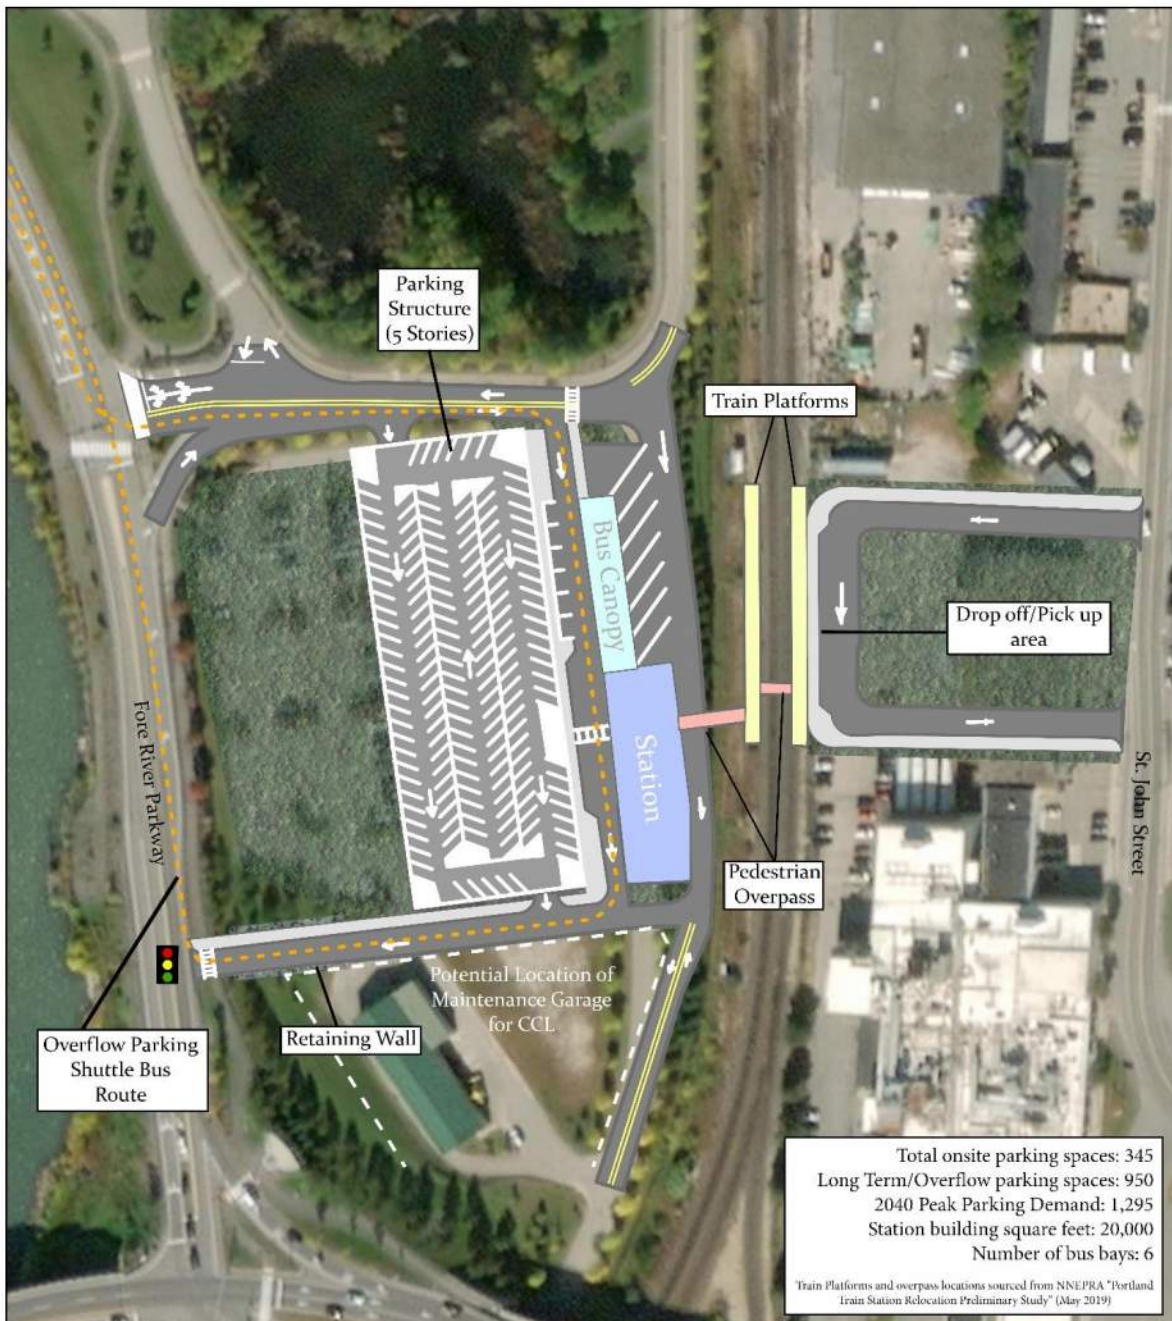 Parking
Structure
(5 Stories)
Train Platforms
Bus Canopy
Drop off/Pick up
area
Station
Fore River Parkway
St. John Street
Pedestrian
Overpass
Potential Location of
Maintenance Garage
for CCL
Retaining Wall
Overflow Parking
Shuttle Bus
Route
Total onsite parking spaces: 345
Long Term/Overflow parking spaces: 950
2040 Peak Parking Demand: 1,295
Station building square feet: 20,000
Number of bus bays: 6
Train Platforms and overpass locations sourced from NNEPRA "Portland
Train Station Relocation Preliminary Study" (May 2019)